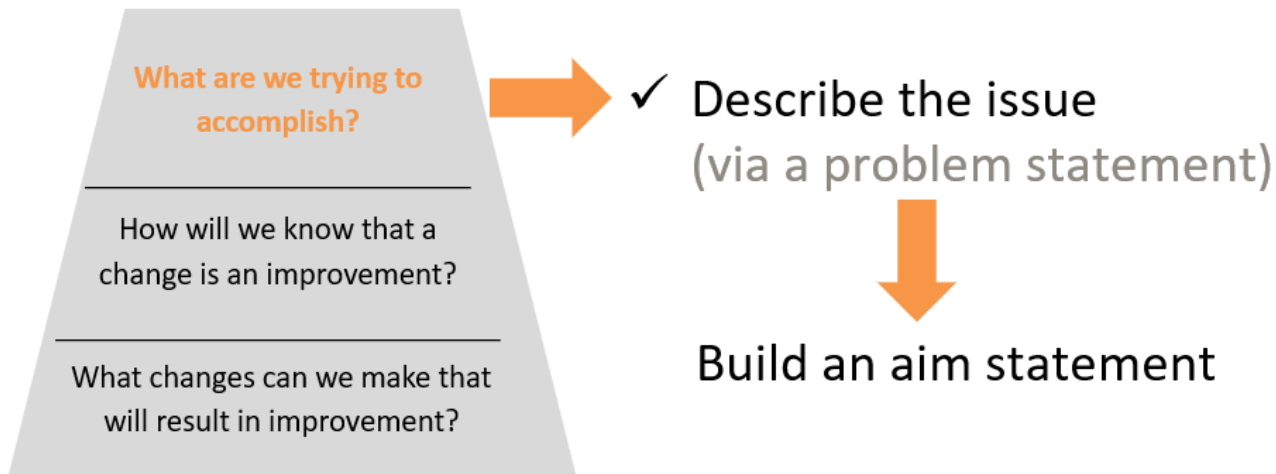 What are we trying to
accomplish?
How will we know that a
change is an improvement?
What changes can we make that
will result in improvement?
✓ Describe the issue
(via a problem statement)
Build an aim statement